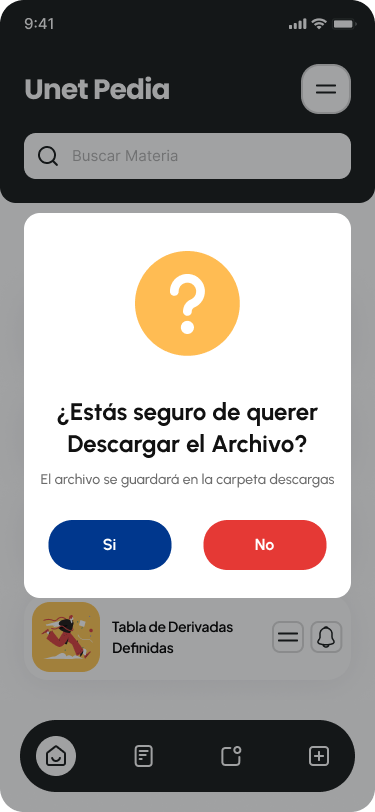 9:41
Unet Pedia
Buscar Materia
?
¿Estás seguro de querer
Descargar el Archivo?
El archivo se guardará en la carpeta descargas
Si
No
Tabla de Derivadas
Definidas